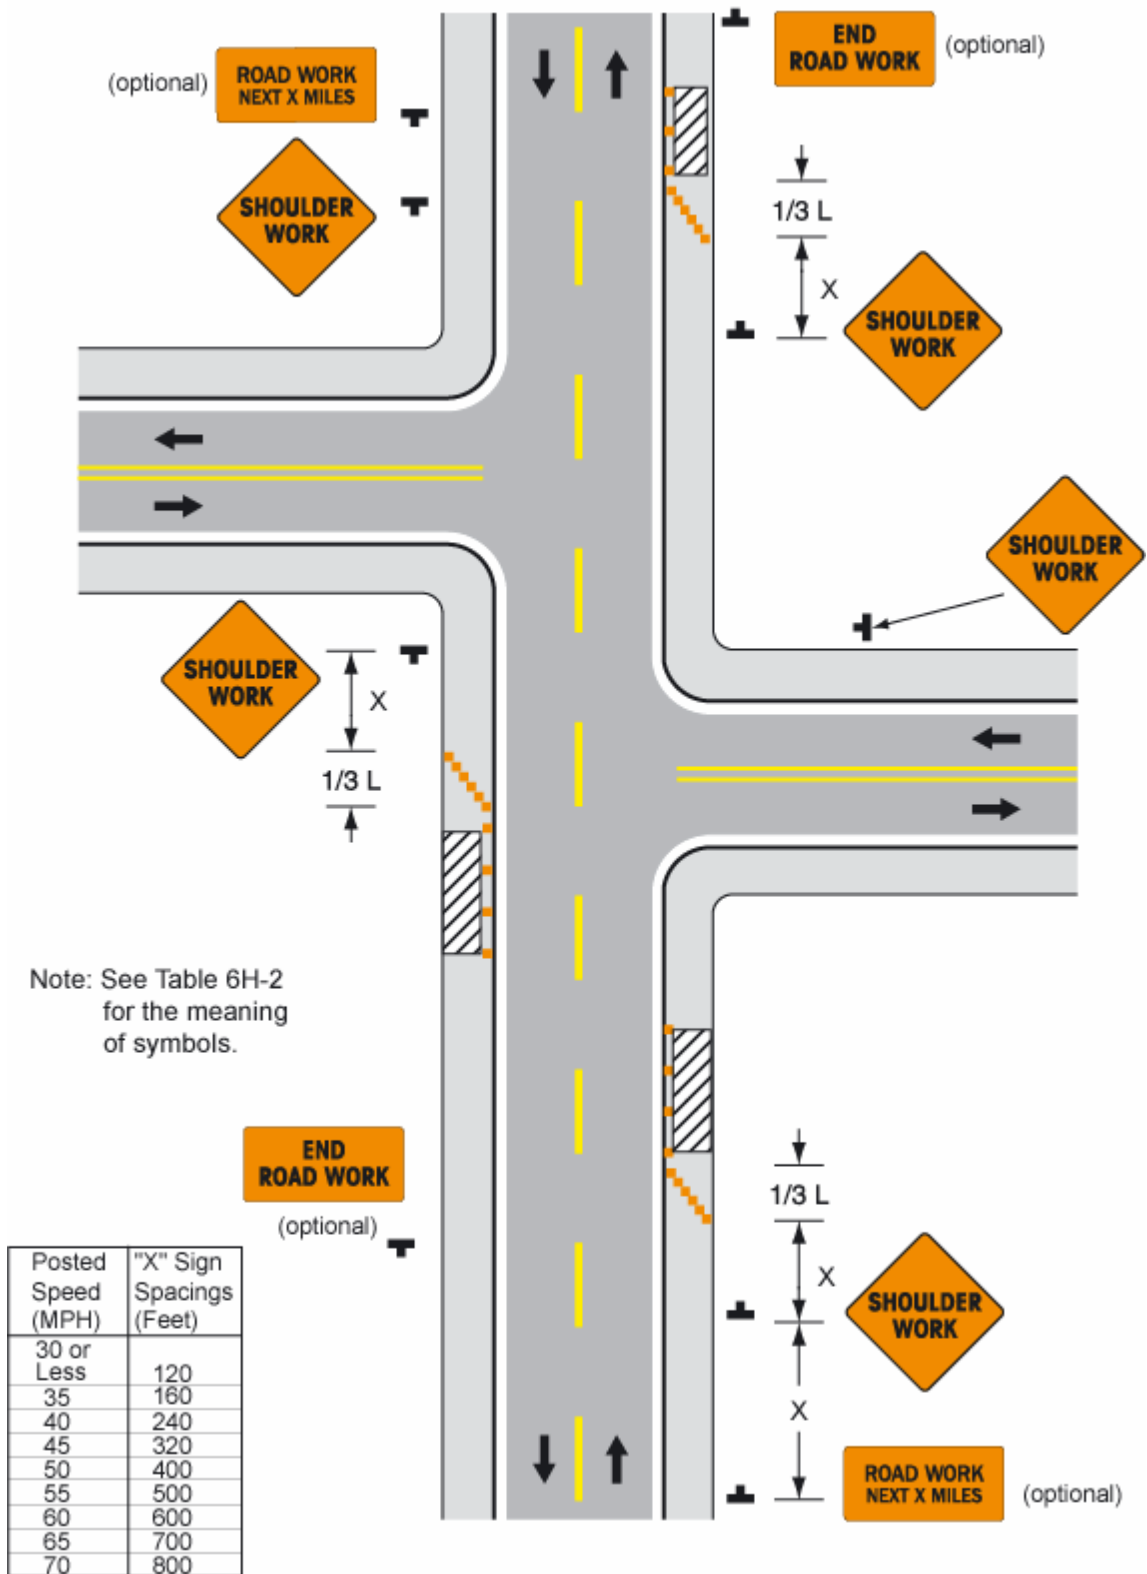 END
ROAD WORK
(optional)
(optional)
ROAD WORK
NEXT X MILES
SHOULDER
WORK
1/3 L
X
SHOULDER
WORK
SHOULDER
WORK
SHOULDER
WORK
X
1/3 L
Note: See Table 6H-2
for the meaning
of symbols.
END
ROAD WORK
(optional)
1/3 L
X
SHOULDER
WORK
X
ROAD WORK
NEXT X MILES
(optional)
Posted Speed (MPH) "X" Sign Spacings (Feet)
30 or Less 120
35 160
40 240
45 320
50 400
55 500
60 600
65 700
70 800